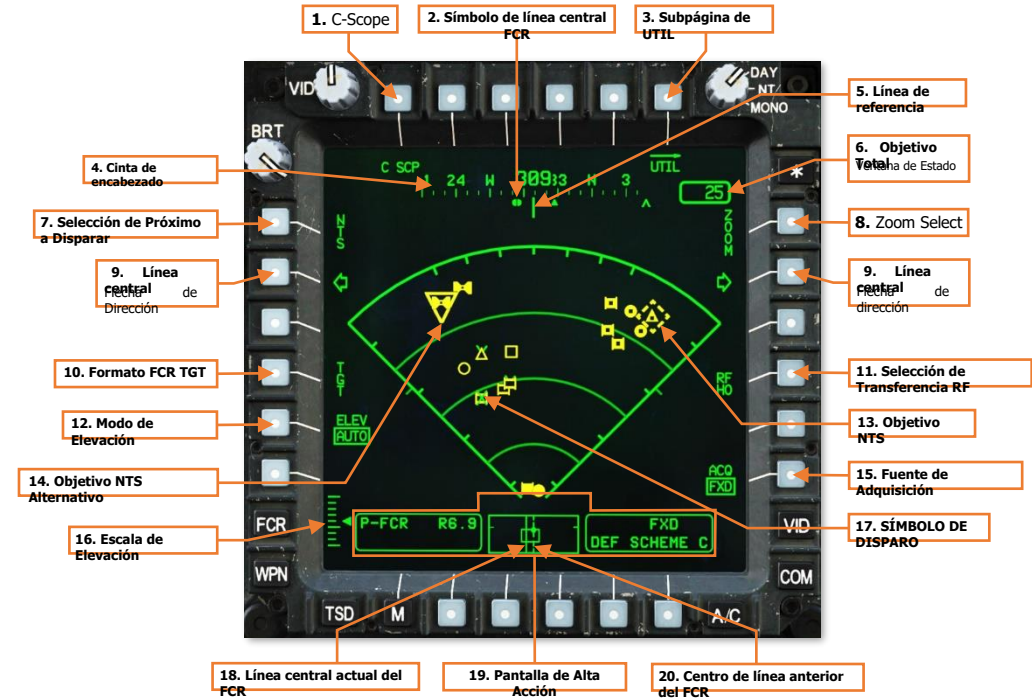 1. C-Scope
2. Símbolo de línea central
FCR
3. Subpágina de
UTIL
VID
DAY
NT/
MONO
BRT
5. Línea de
referencia
4. Cinta de
encabezado
6. Objetivo
Total
Ventana de Estado
C SCP
24 W 309 33 N 3
UTIL
25
*
7. Selección de Próximo
a Disparar
NTS
ZOOM
8. Zoom Select
9. Línea
central
Flecha de
Dirección
9. Línea
central
Flecha de
dirección
10. Formato FCR TGT
TGT
RF
HO
11. Selección de
Transferencia RF
12. Modo de
Elevación
ELEV
AUTO
13. Objetivo
NTS
14. Objetivo NTS
Alternativo
ACQ
FXD
15. Fuente de
Adquisición
FCR
P-FCR R6.9
FXD
DEF SCHEME C
VID
16. Escala de
Elevación
17. SÍMBOLO DE
DISPARO
WPN
COM
TSD
M
A/C
18. Línea central actual del
FCR
19. Pantalla de Alta
Acción
20. Centro de línea anterior
del FCR